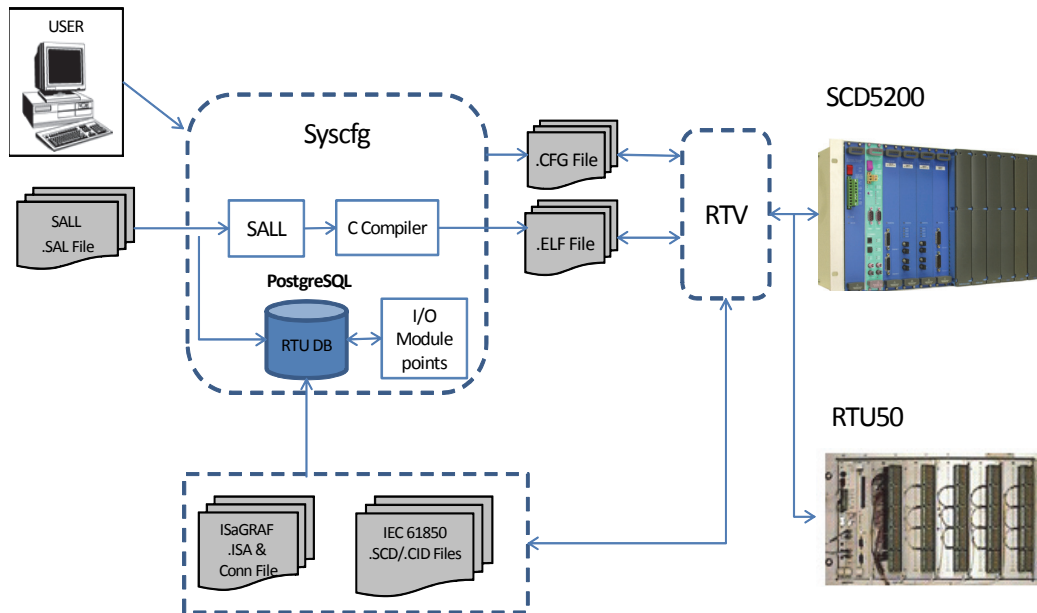 USER
SCD5200
Syscfg
.CFG File
RTV
SALL
.SAL File
SALL
C Compiler
.ELF File
PostgreSQL
RTU DB
I/O
Module
points
RTU50
ISaGRAF
.ISA &
Conn File
IEC 61850
.SCD/.CID Files